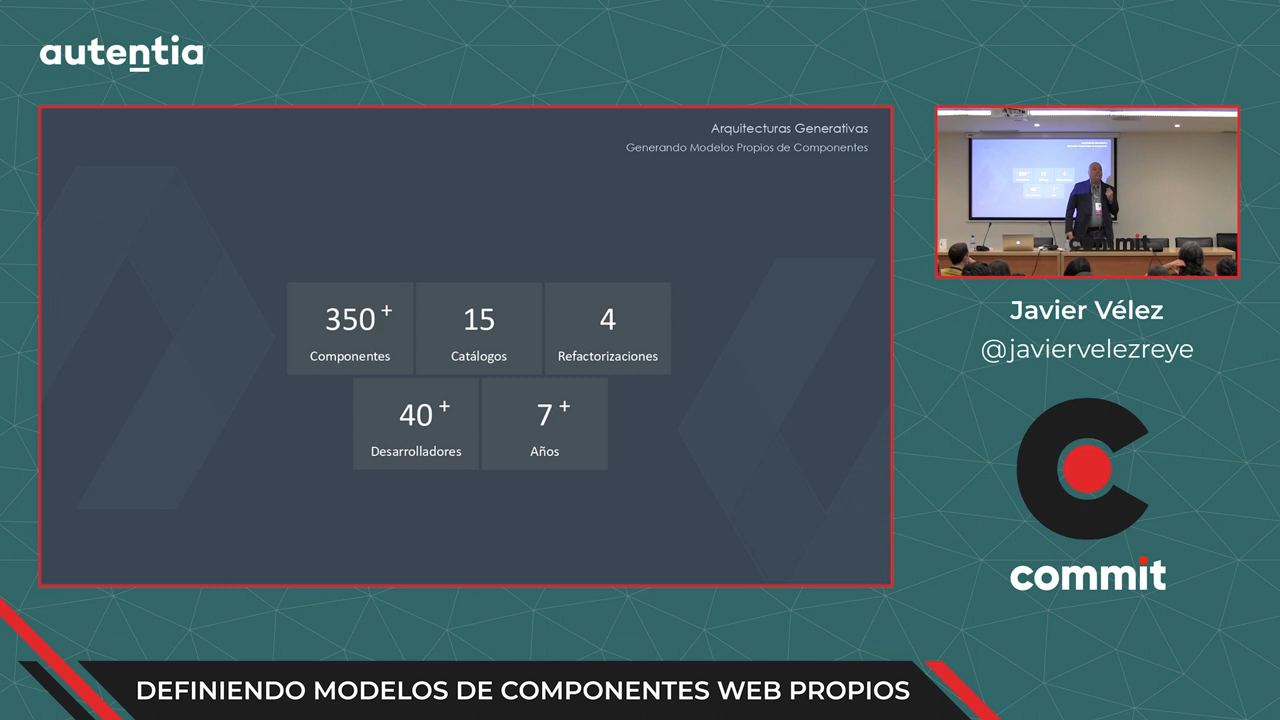 autentia
Arquitecturas Generativas
Generando Modelos Propios de Componentes
350 +
Componentes
15
Catálogos
4
Refactorizaciones
40 +
Desarrolladores
7 +
Años
Javier Vélez
@javiervelezreye
commit
DEFINIENDO MODELOS DE COMPONENTES WEB PROPIOS